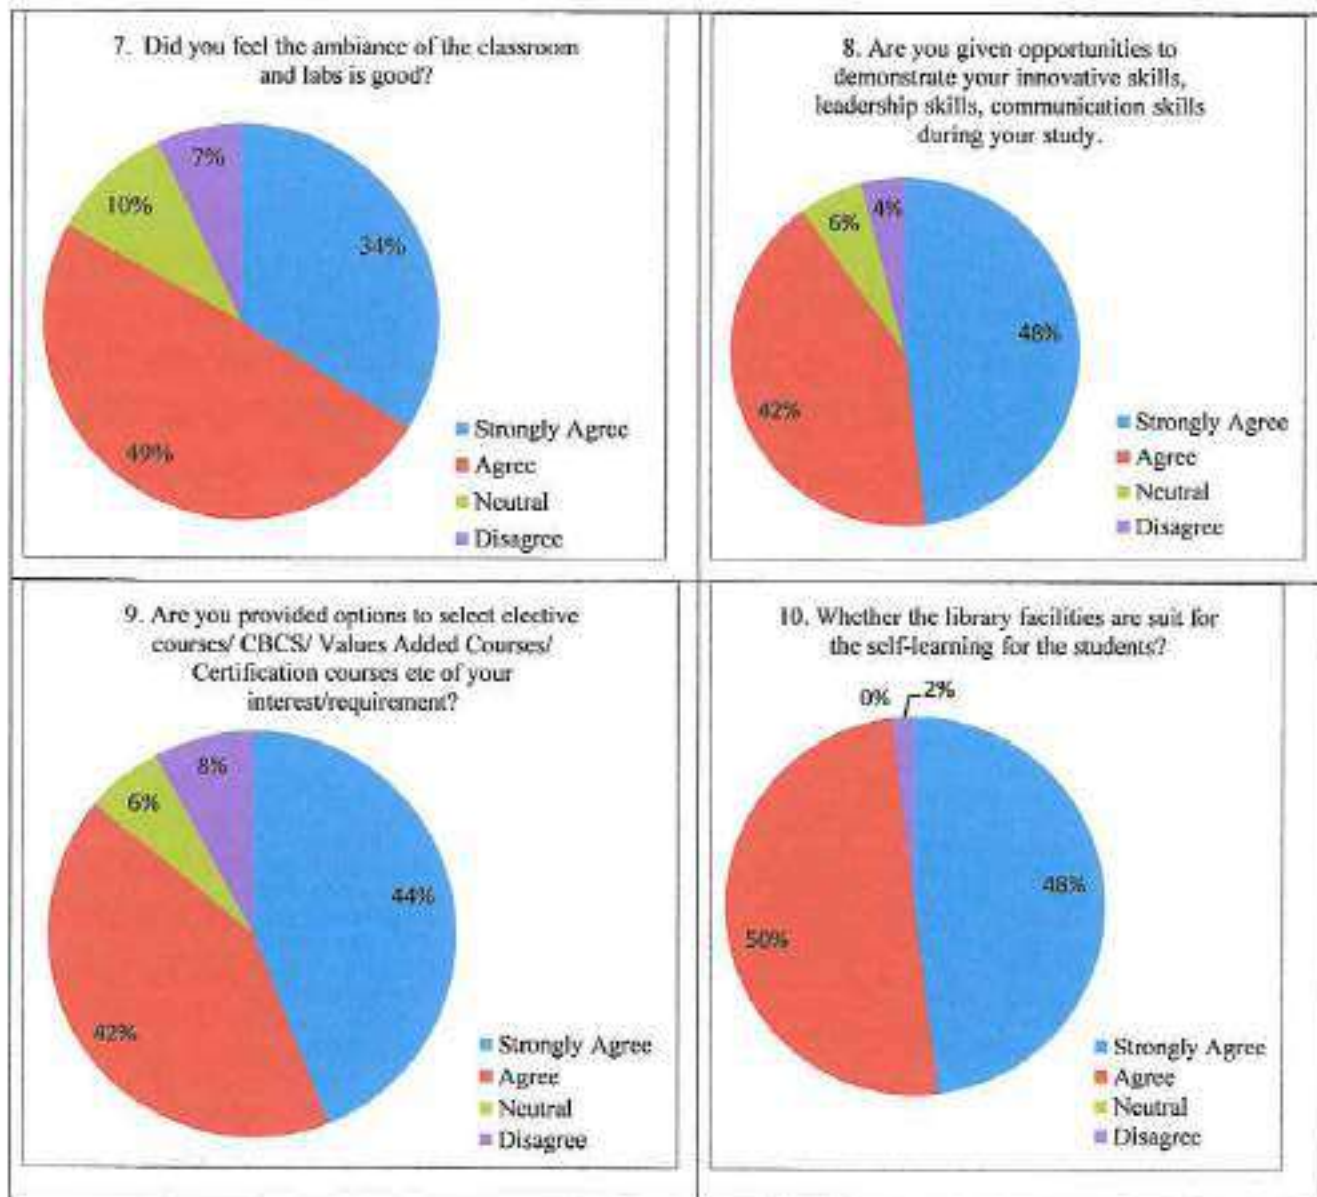 7. Did you feel the ambiance of the classroom
and labs is good?
7%
10%
34%
49%
Strongly Agree
Agree
Neutral
Disagree
8. Are you given opportunities to
demonstrate your innovative skills,
leadership skills, communication skills
during your study.
4%
6%
48%
42%
Strongly Agree
Agree
Neutral
Disagree
9. Are you provided options to select elective
courses/ CBCS/ Values Added Courses/
Certification courses etc of your
interest/requirement?
8%
6%
44%
42%
Strongly Agree
Agree
Neutral
Disagree
10. Whether the library facilities are suit for
the self-learning for the students?
0% 2%
48%
50%
Strongly Agree
Agree
Neutral
Disagree